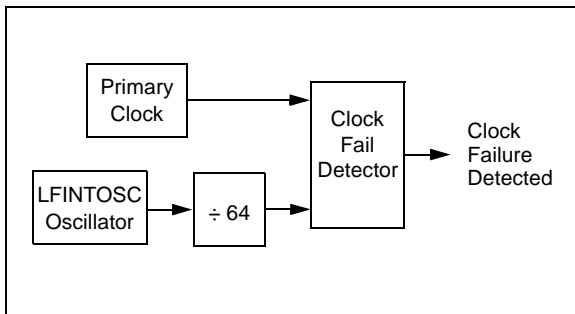 Primary
Clock
Clock
Fail
Detector
Clock
Failure
Detected
LFINTOSC
Oscillator
÷ 64